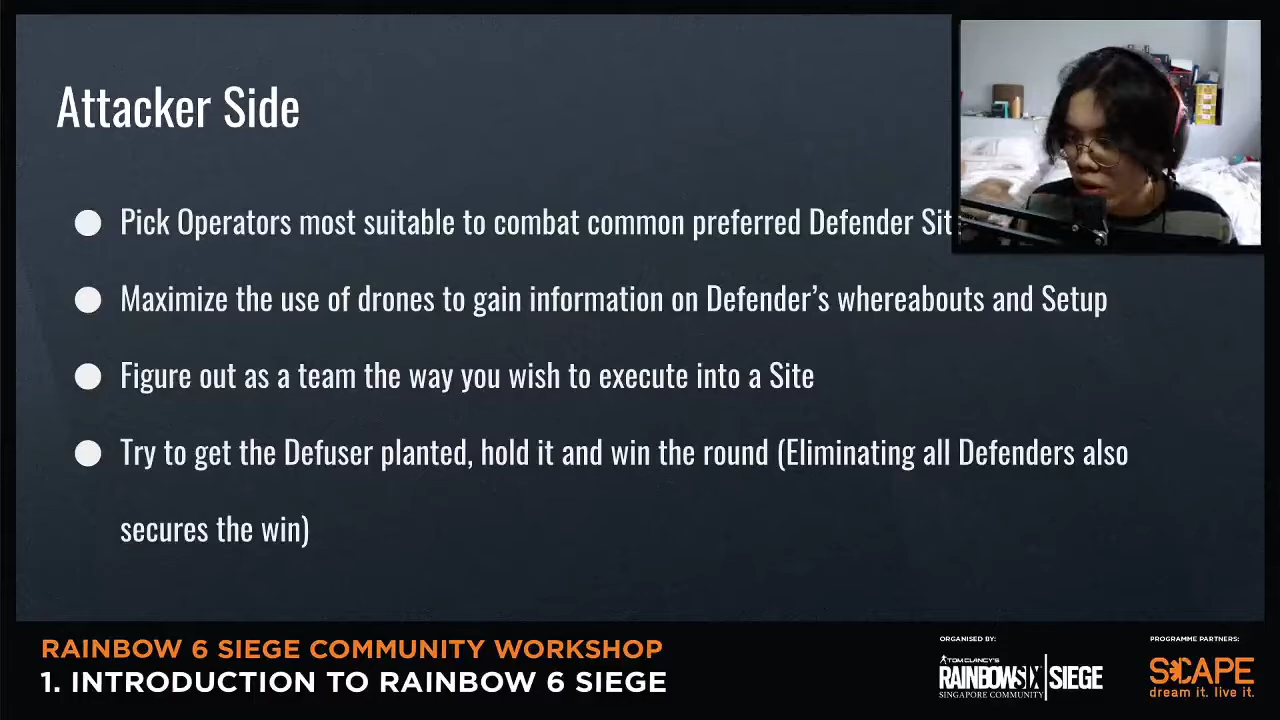 Attacker Side
● Pick Operators most suitable to combat common preferred Defender
● Maximize the use of drones to gain information on Defender's whereabouts and Setup
● Figure out as a team the way you wish to execute into a Site
● Try to get the Defuser planted, hold it and win the round (Eliminating all Defenders also
secures the win)
RAINBOW 6 SIEGE COMMUNITY WORKSHOP
1. INTRODUCTION TO RAINBOW 6 SIEGE
ORGANISED BY:
TOM CLANCY'S
RAINBOW SIX
SINGAPORE COMMUNITY
SIEGE
PROGRAMME PARTNERS:
SCAPE
dream it. live it.